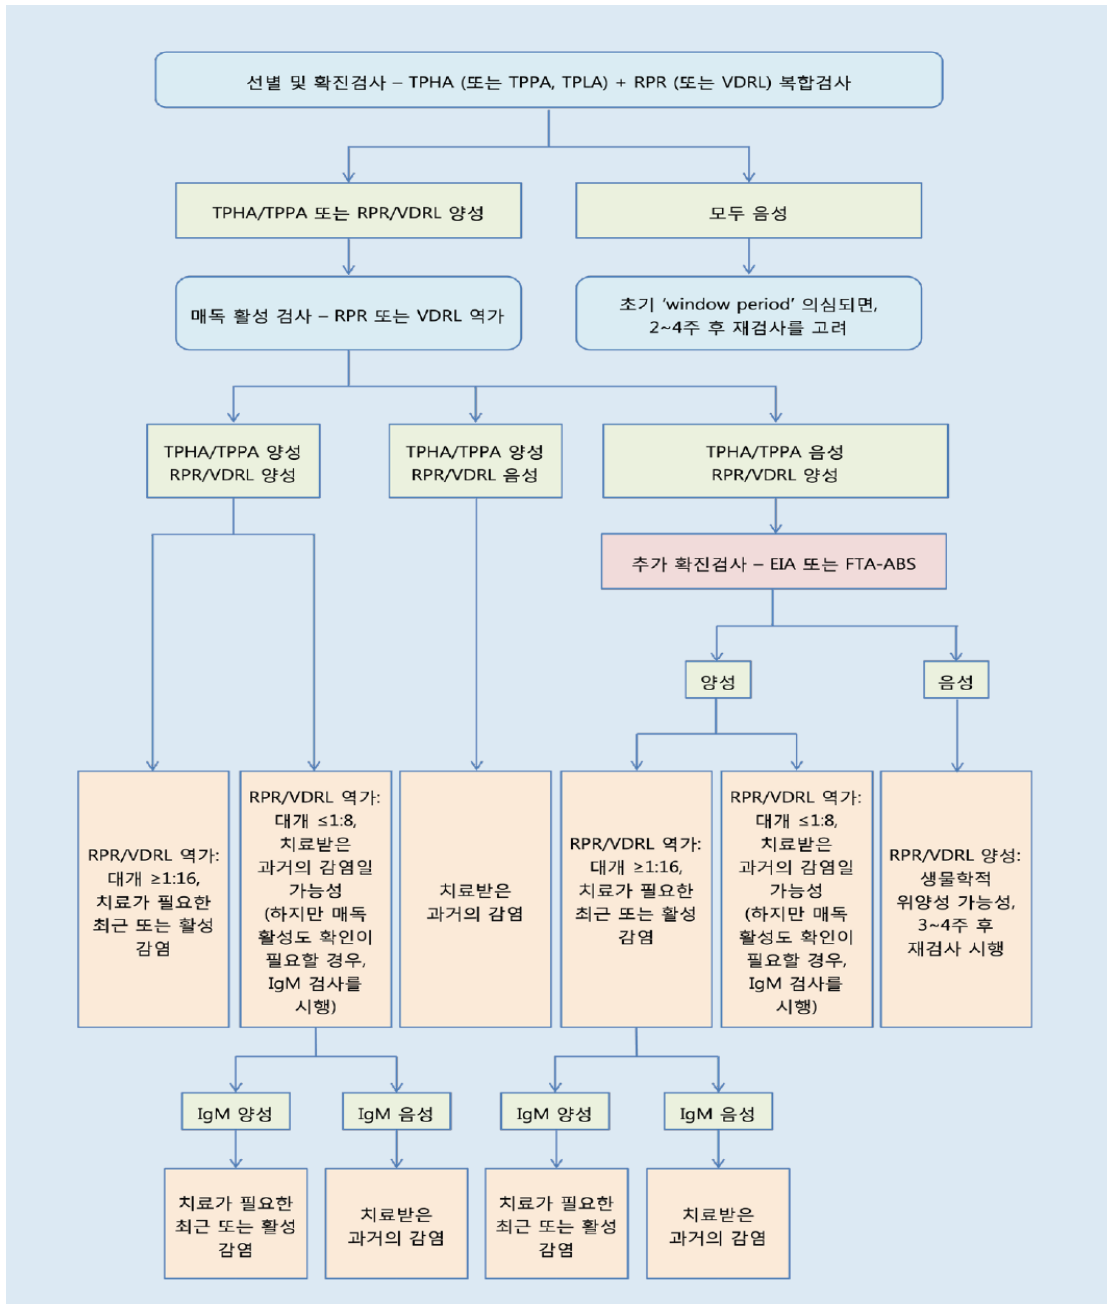 선별 및 확진검사 – TPHA (또는 TPPA, TPLA) + RPR (또는 VDRL) 복합검사
TPHA/TPPA 또는 RPR/VDRL 양성
모두 음성
매독 활성 검사 – RPR 또는 VDRL 역가
초기 ‘window period’ 의심되면,
2~4주 후 재검사를 고려
TPHA/TPPA 양성
RPR/VDRL 양성
TPHA/TPPA 양성
RPR/VDRL 음성
TPHA/TPPA 음성
RPR/VDRL 양성
추가 확진검사 – EIA 또는 FTA-ABS
양성
음성
RPR/VDRL 역가:
대개 ≥1:16,
치료가 필요한
최근 또는 활성
감염
RPR/VDRL 역가:
대개 ≤1:8,
치료받은
과거의 감염일
가능성
(하지만 매독
활성도 확인이
필요할 경우,
IgM 검사를
시행)
치료받은
과거의 감염
RPR/VDRL 역가:
대개 ≥1:16,
치료가 필요한
최근 또는 활성
감염
RPR/VDRL 역가:
대개 ≤1:8,
치료받은
과거의 감염일
가능성
(하지만 매독
활성도 확인이
필요할 경우,
IgM 검사를
시행)
RPR/VDRL 양성:
생물학적
위양성 가능성,
3~4주 후
재검사 시행
IgM 양성
IgM 음성
IgM 양성
IgM 음성
치료가 필요한
최근 또는 활성
감염
치료받은
과거의 감염
치료가 필요한
최근 또는 활성
감염
치료받은
과거의 감염